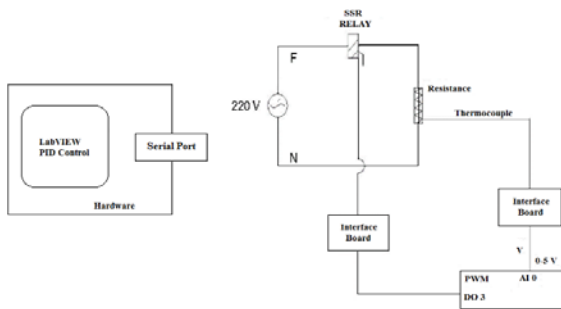 SSR
RELAY
F
220 V
N
Resistance
Thermocouple
LabVIEW
PID Control
Serial Port
Hardware
Interface
Board
Interface
Board
V
0-5 V
PWM
AI 0
DO 3